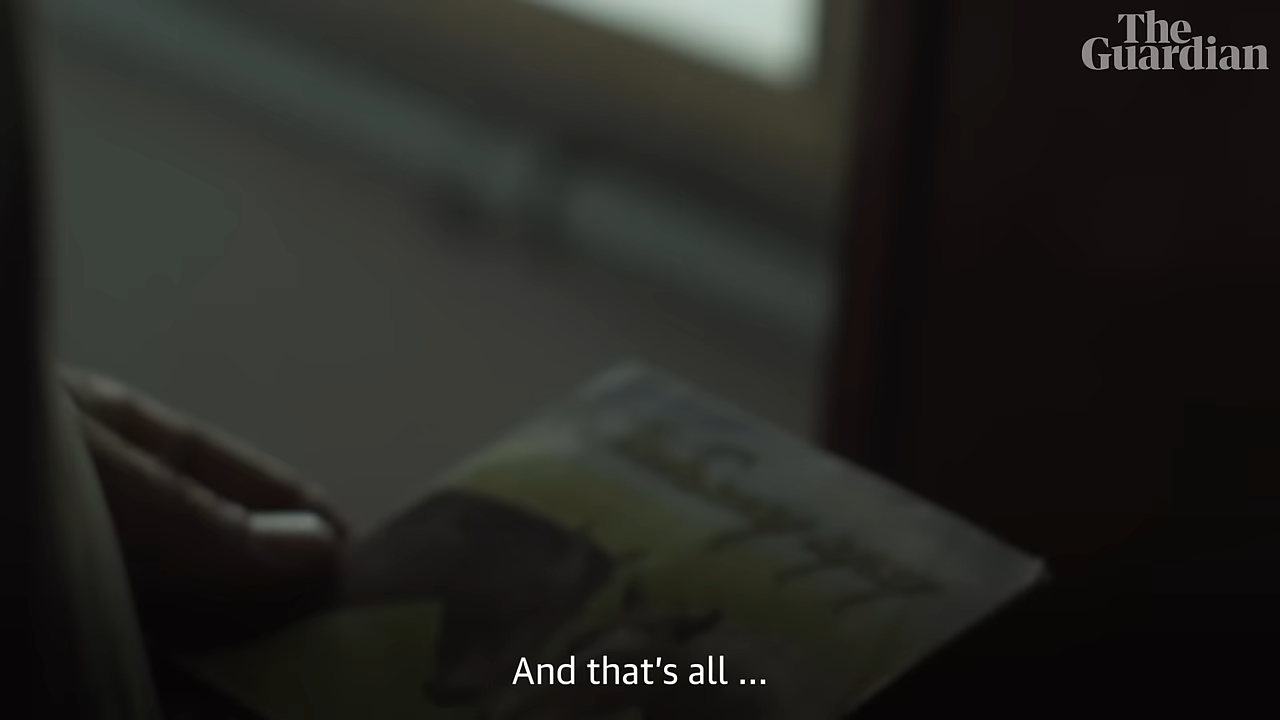 The
Guardian
And that's all ...